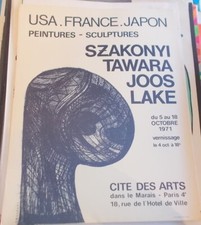 USA.FRANCE.JAPON
PEINTURES - SCULPTURES
SZAKONYI
TAWARA
JOOS
LAKE
du 5 au 18
OCTOBRE
1971
vernissage
le 4 oct. à 18h
CITE DES ARTS
dans le Marais - Paris 4e
18, rue de l'Hotel de Ville